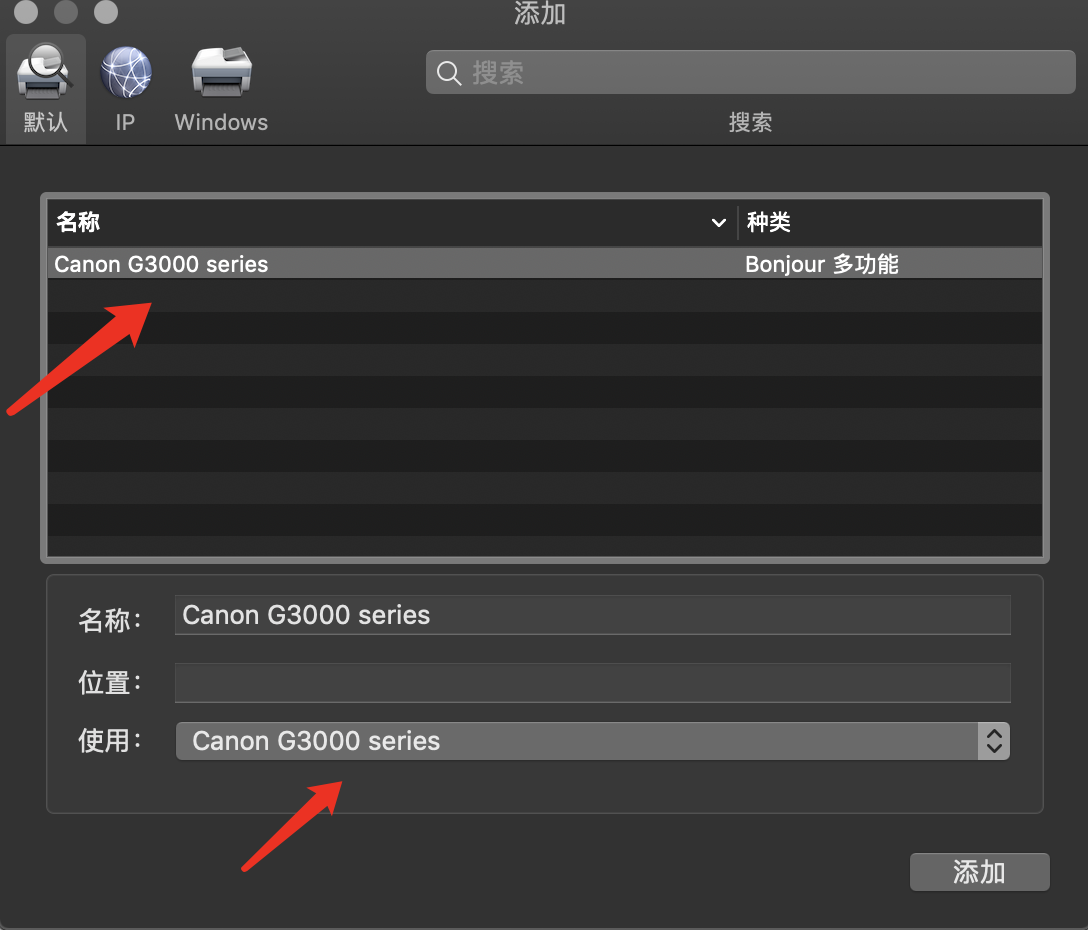 添加
搜索
默认
IP
Windows
搜索
名称
种类
Canon G3000 series
Bonjour 多功能
名称：
Canon G3000 series
位置：
使用：
Canon G3000 series
添加